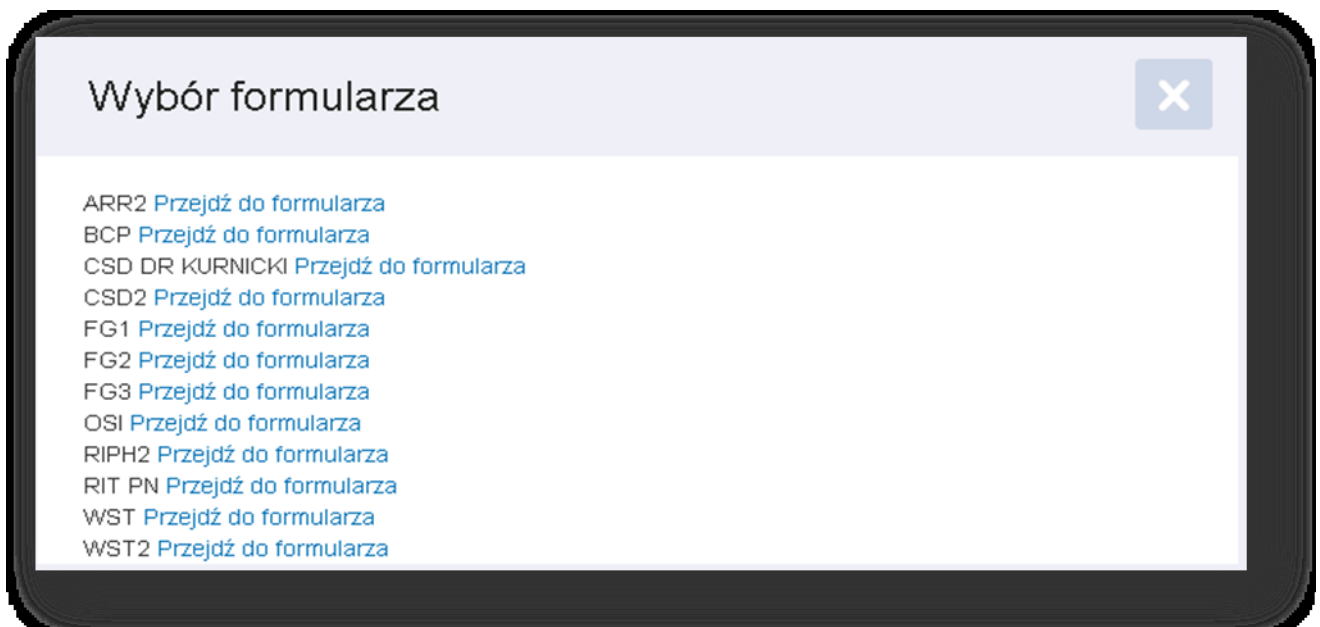 Wybór formularza
ARR2 Przejdź do formularza
BCP Przejdź do formularza
CSD DR KURNICKI Przejdź do formularza
CSD2 Przejdź do formularza
FG1 Przejdź do formularza
FG2 Przejdź do formularza
FG3 Przejdź do formularza
OSI Przejdź do formularza
RIPH2 Przejdź do formularza
RIT PN Przejdź do formularza
WST Przejdź do formularza
WST2 Przejdź do formularza